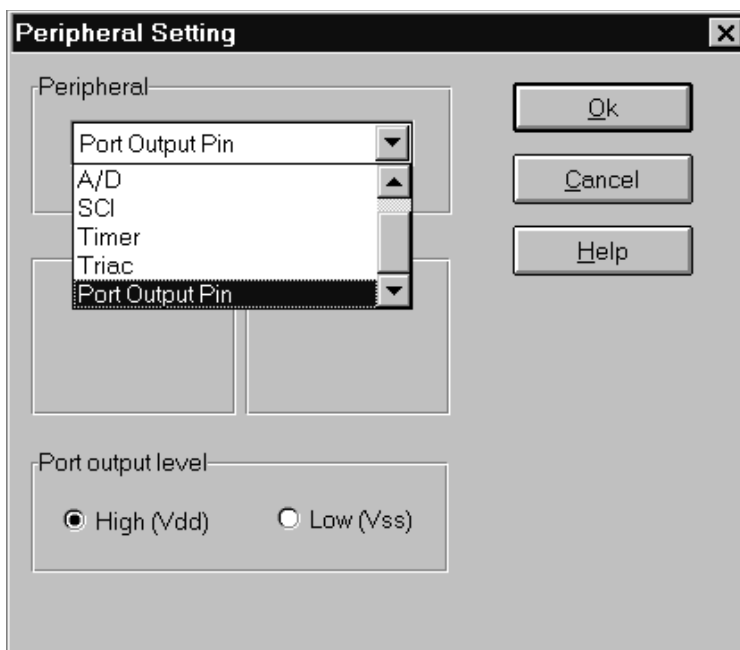 Peripheral Setting
Peripheral
Port Output Pin
A/D
SCI
Timer
Triac
Port Output Pin
Ok
Cancel
Help
Port output level
High (Vdd)
Low (Vss)